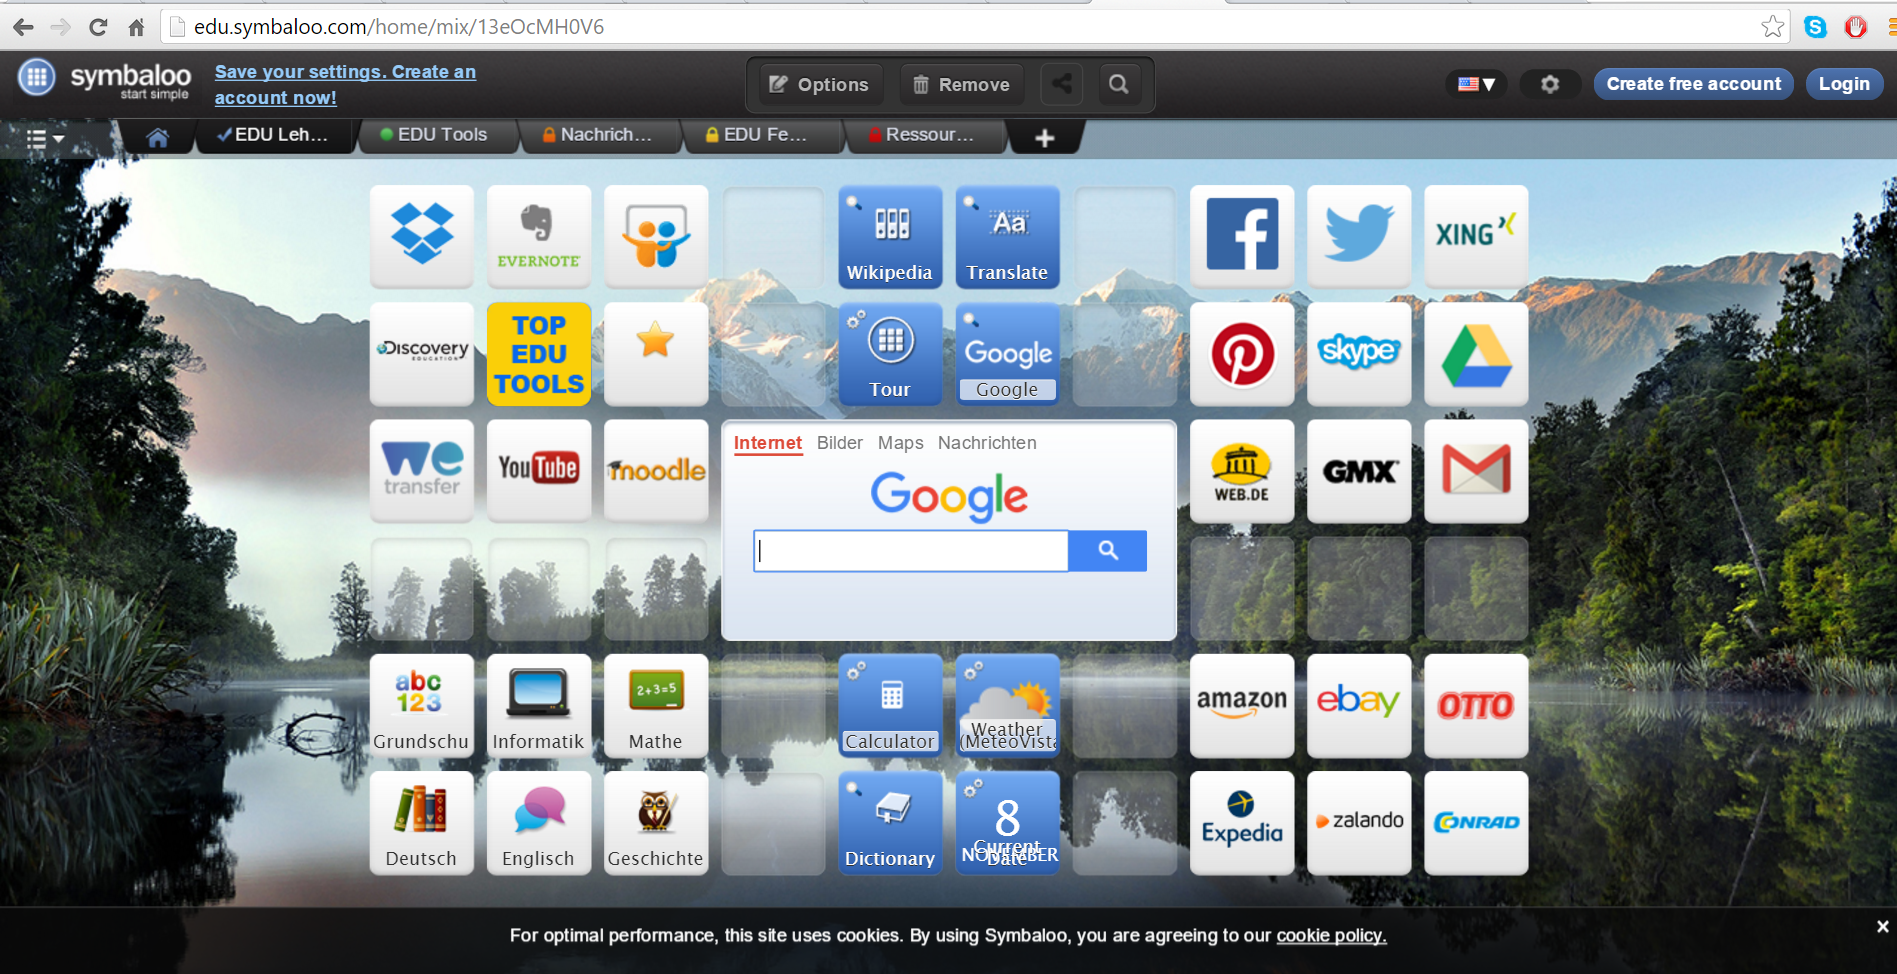 edu.symbaloo.com/home/mix/13eOcMH0V6
symbaloo
start simple
Save your settings. Create an
account now!
Options
Remove
Create free account
Login
EDU Leh...
EDU Tools
Nachrich...
EDU Fe...
Ressour...
EVERNOTE
Wikipedia
Aa
Translate
f
XING
Discovery
EDUCATION
TOP
EDU
TOOLS
Tour
Google
Google
skype
we
transfer
YouTube
moodle
Internet Bilder Maps Nachrichten
Google
WEB.DE
GMX
abc
123
Grundschu
Informatik
2+3=5
Mathe
Calculator
Weather
(MeteoVista
amazon
ebay
OTTO
Deutsch
Englisch
Geschichte
Dictionary
8
Current
NOVEMBER
Date
Expedia
zalando
CONRAD
For optimal performance, this site uses cookies. By using Symbaloo, you are agreeing to our cookie policy.